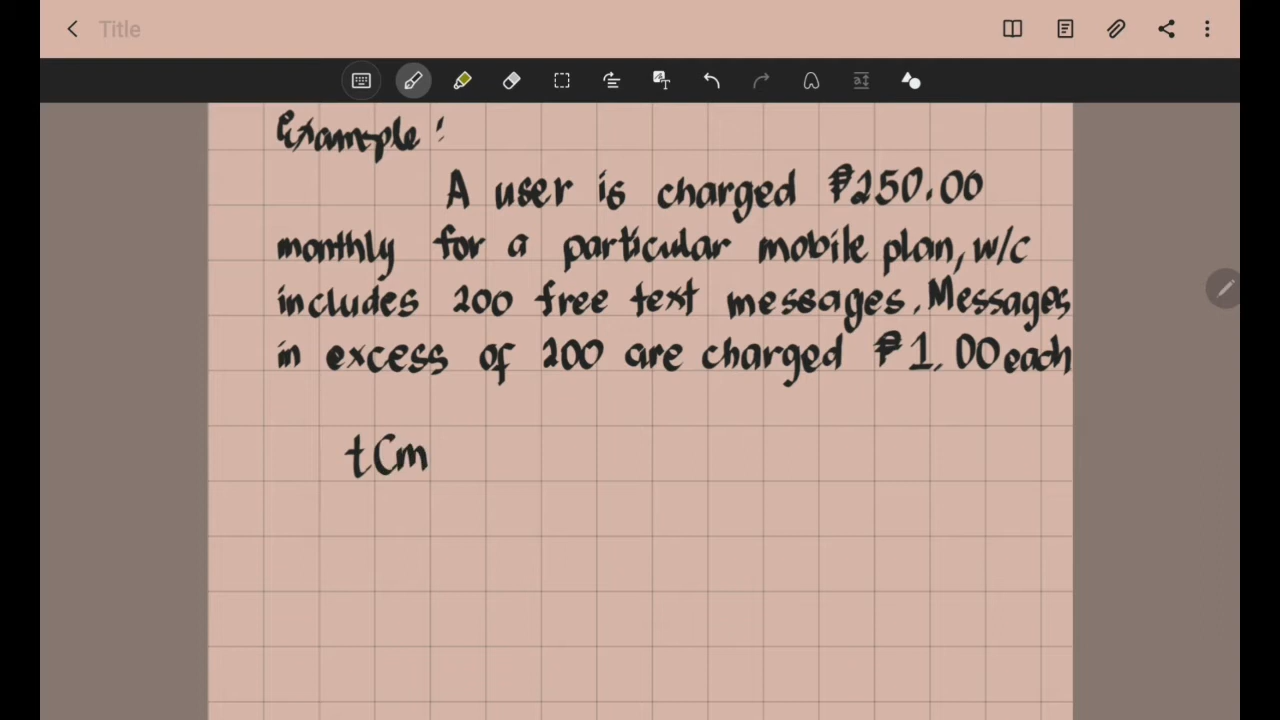 Title
Example:
A user is charged ₱250.00
monthly for a particular mobile plan, w/c
includes 200 free text messages. Messages
in excess of 200 are charged ₱1.00 each
tCm